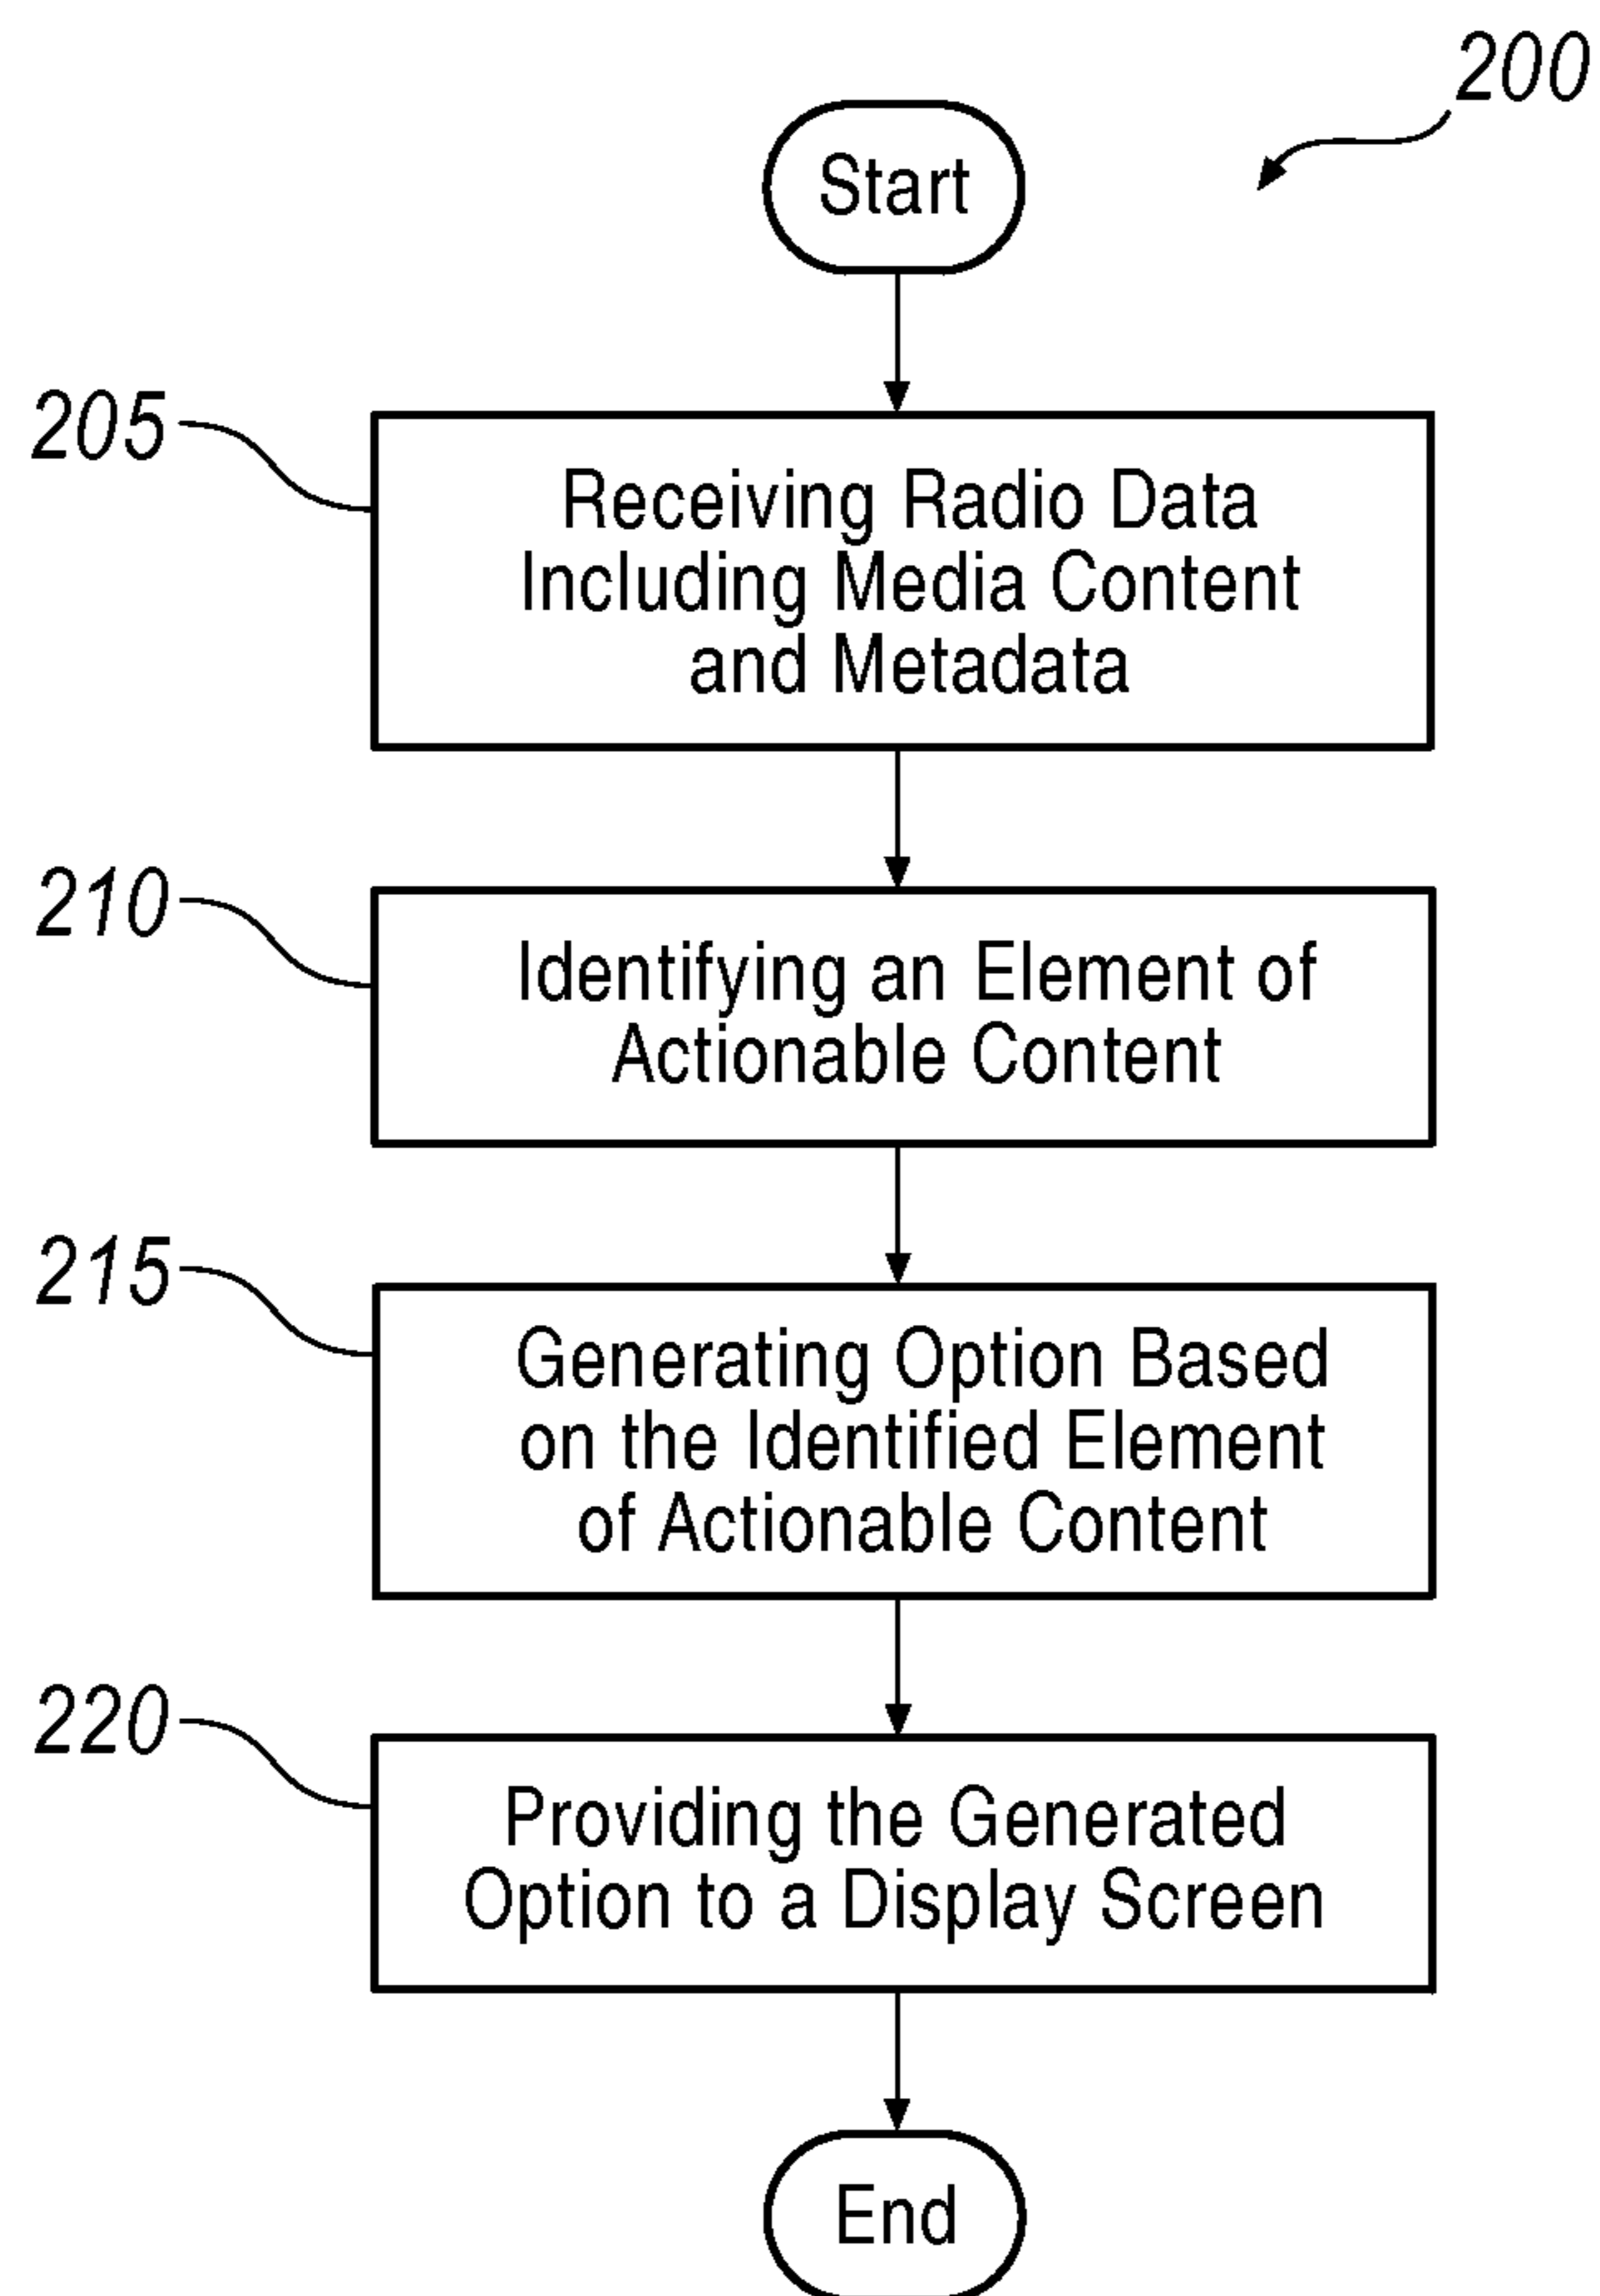 200
Start
205
Receiving Radio Data
Including Media Content
and Metadata
210
Identifying an Element of
Actionable Content
215
Generating Option Based
on the Identified Element
of Actionable Content
220
Providing the Generated
Option to a Display Screen
End